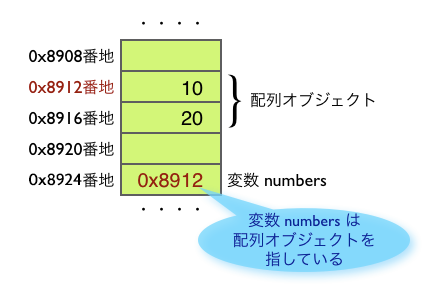 ・・・・
0x8908番地
0x8912番地 10
配列オブジェクト
0x8916番地 20
0x8920番地
0x8924番地 0x8912 変数 numbers
・・・・
変数 numbers は
配列オブジェクトを
指している